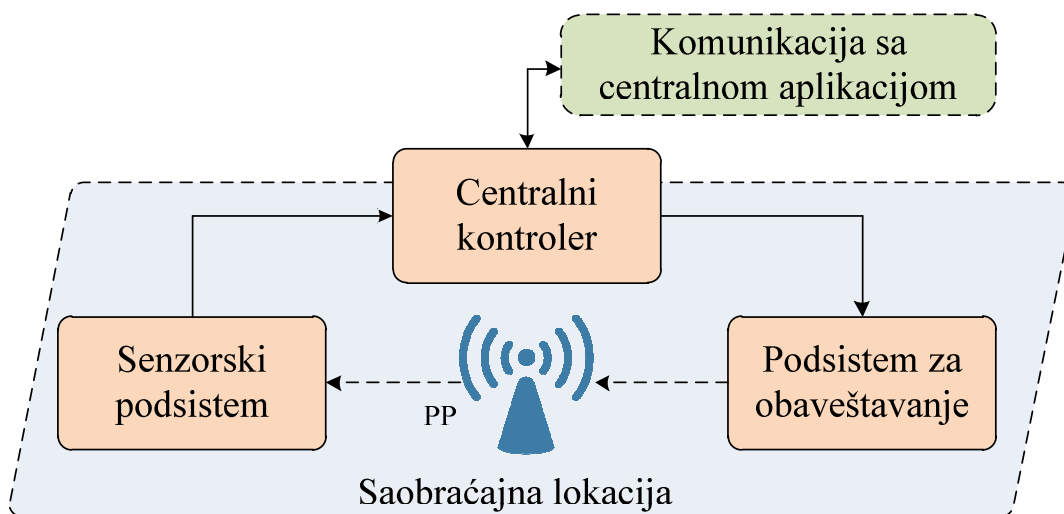 Komunikacija sa
centralnom aplikacijom
Centralni
kontroler
Senzorski
podsistem
PP
Podsistem za
obaveštavanje
Saobraćajna lokacija